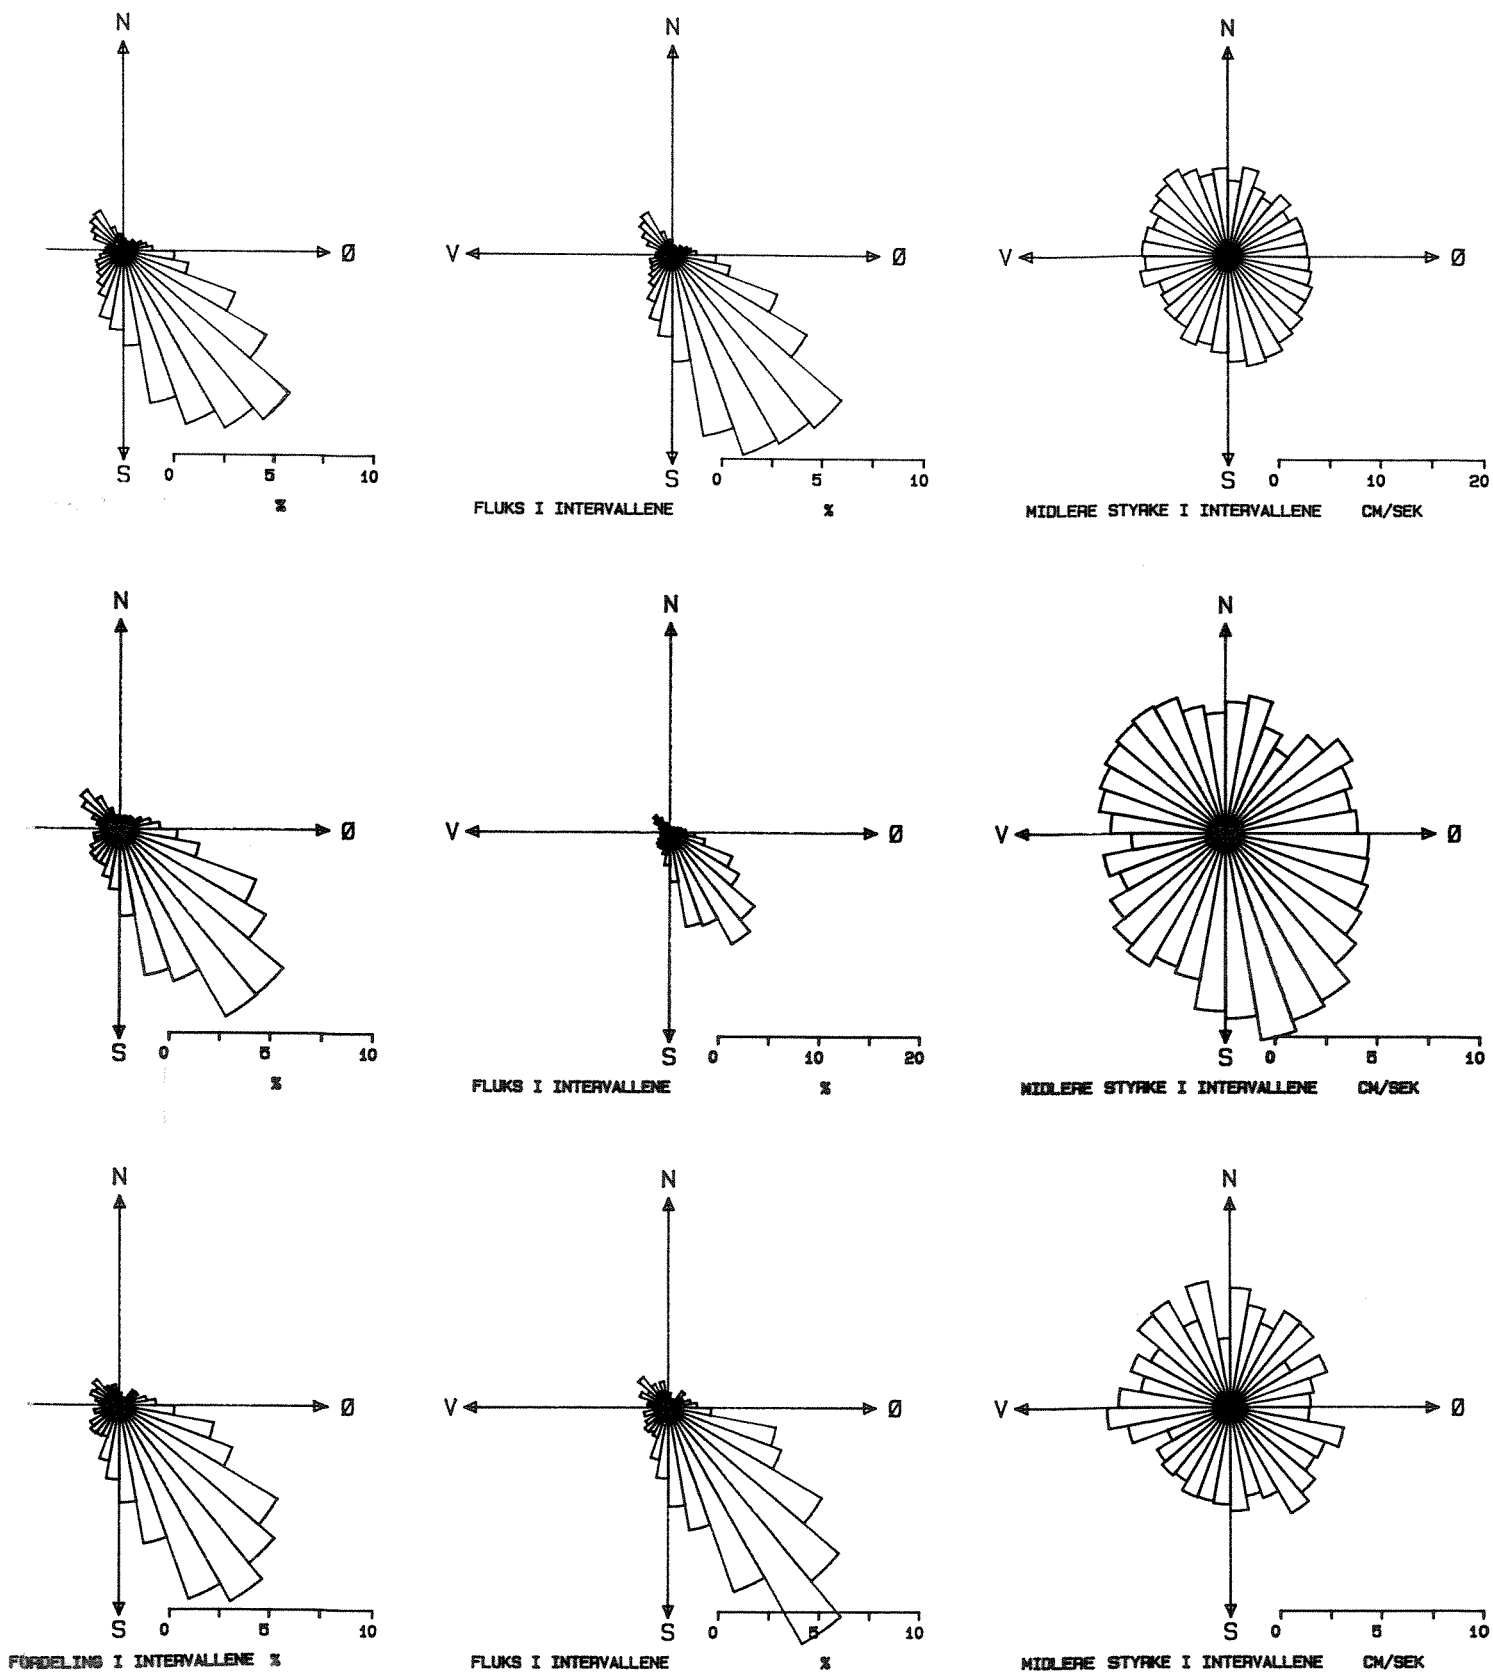 N N N
Ø V Ø V Ø
S 0 5 10 S 0 5 10 S 0 10 20
% FLUKS I INTERVALLENE % MIDLERE STYRKE I INTERVALLENE CM/SEK
N N N
Ø V Ø V Ø
S 0 5 10 S 0 10 20 S 0 5 10
% FLUKS I INTERVALLENE % MIDLERE STYRKE I INTERVALLENE CM/SEK
N N N
Ø V Ø V Ø
S 0 5 10 S 0 5 10 S 0 5 10
FORDELING I INTERVALLENE % FLUKS I INTERVALLENE % MIDLERE STYRKE I INTERVALLENE CM/SEK